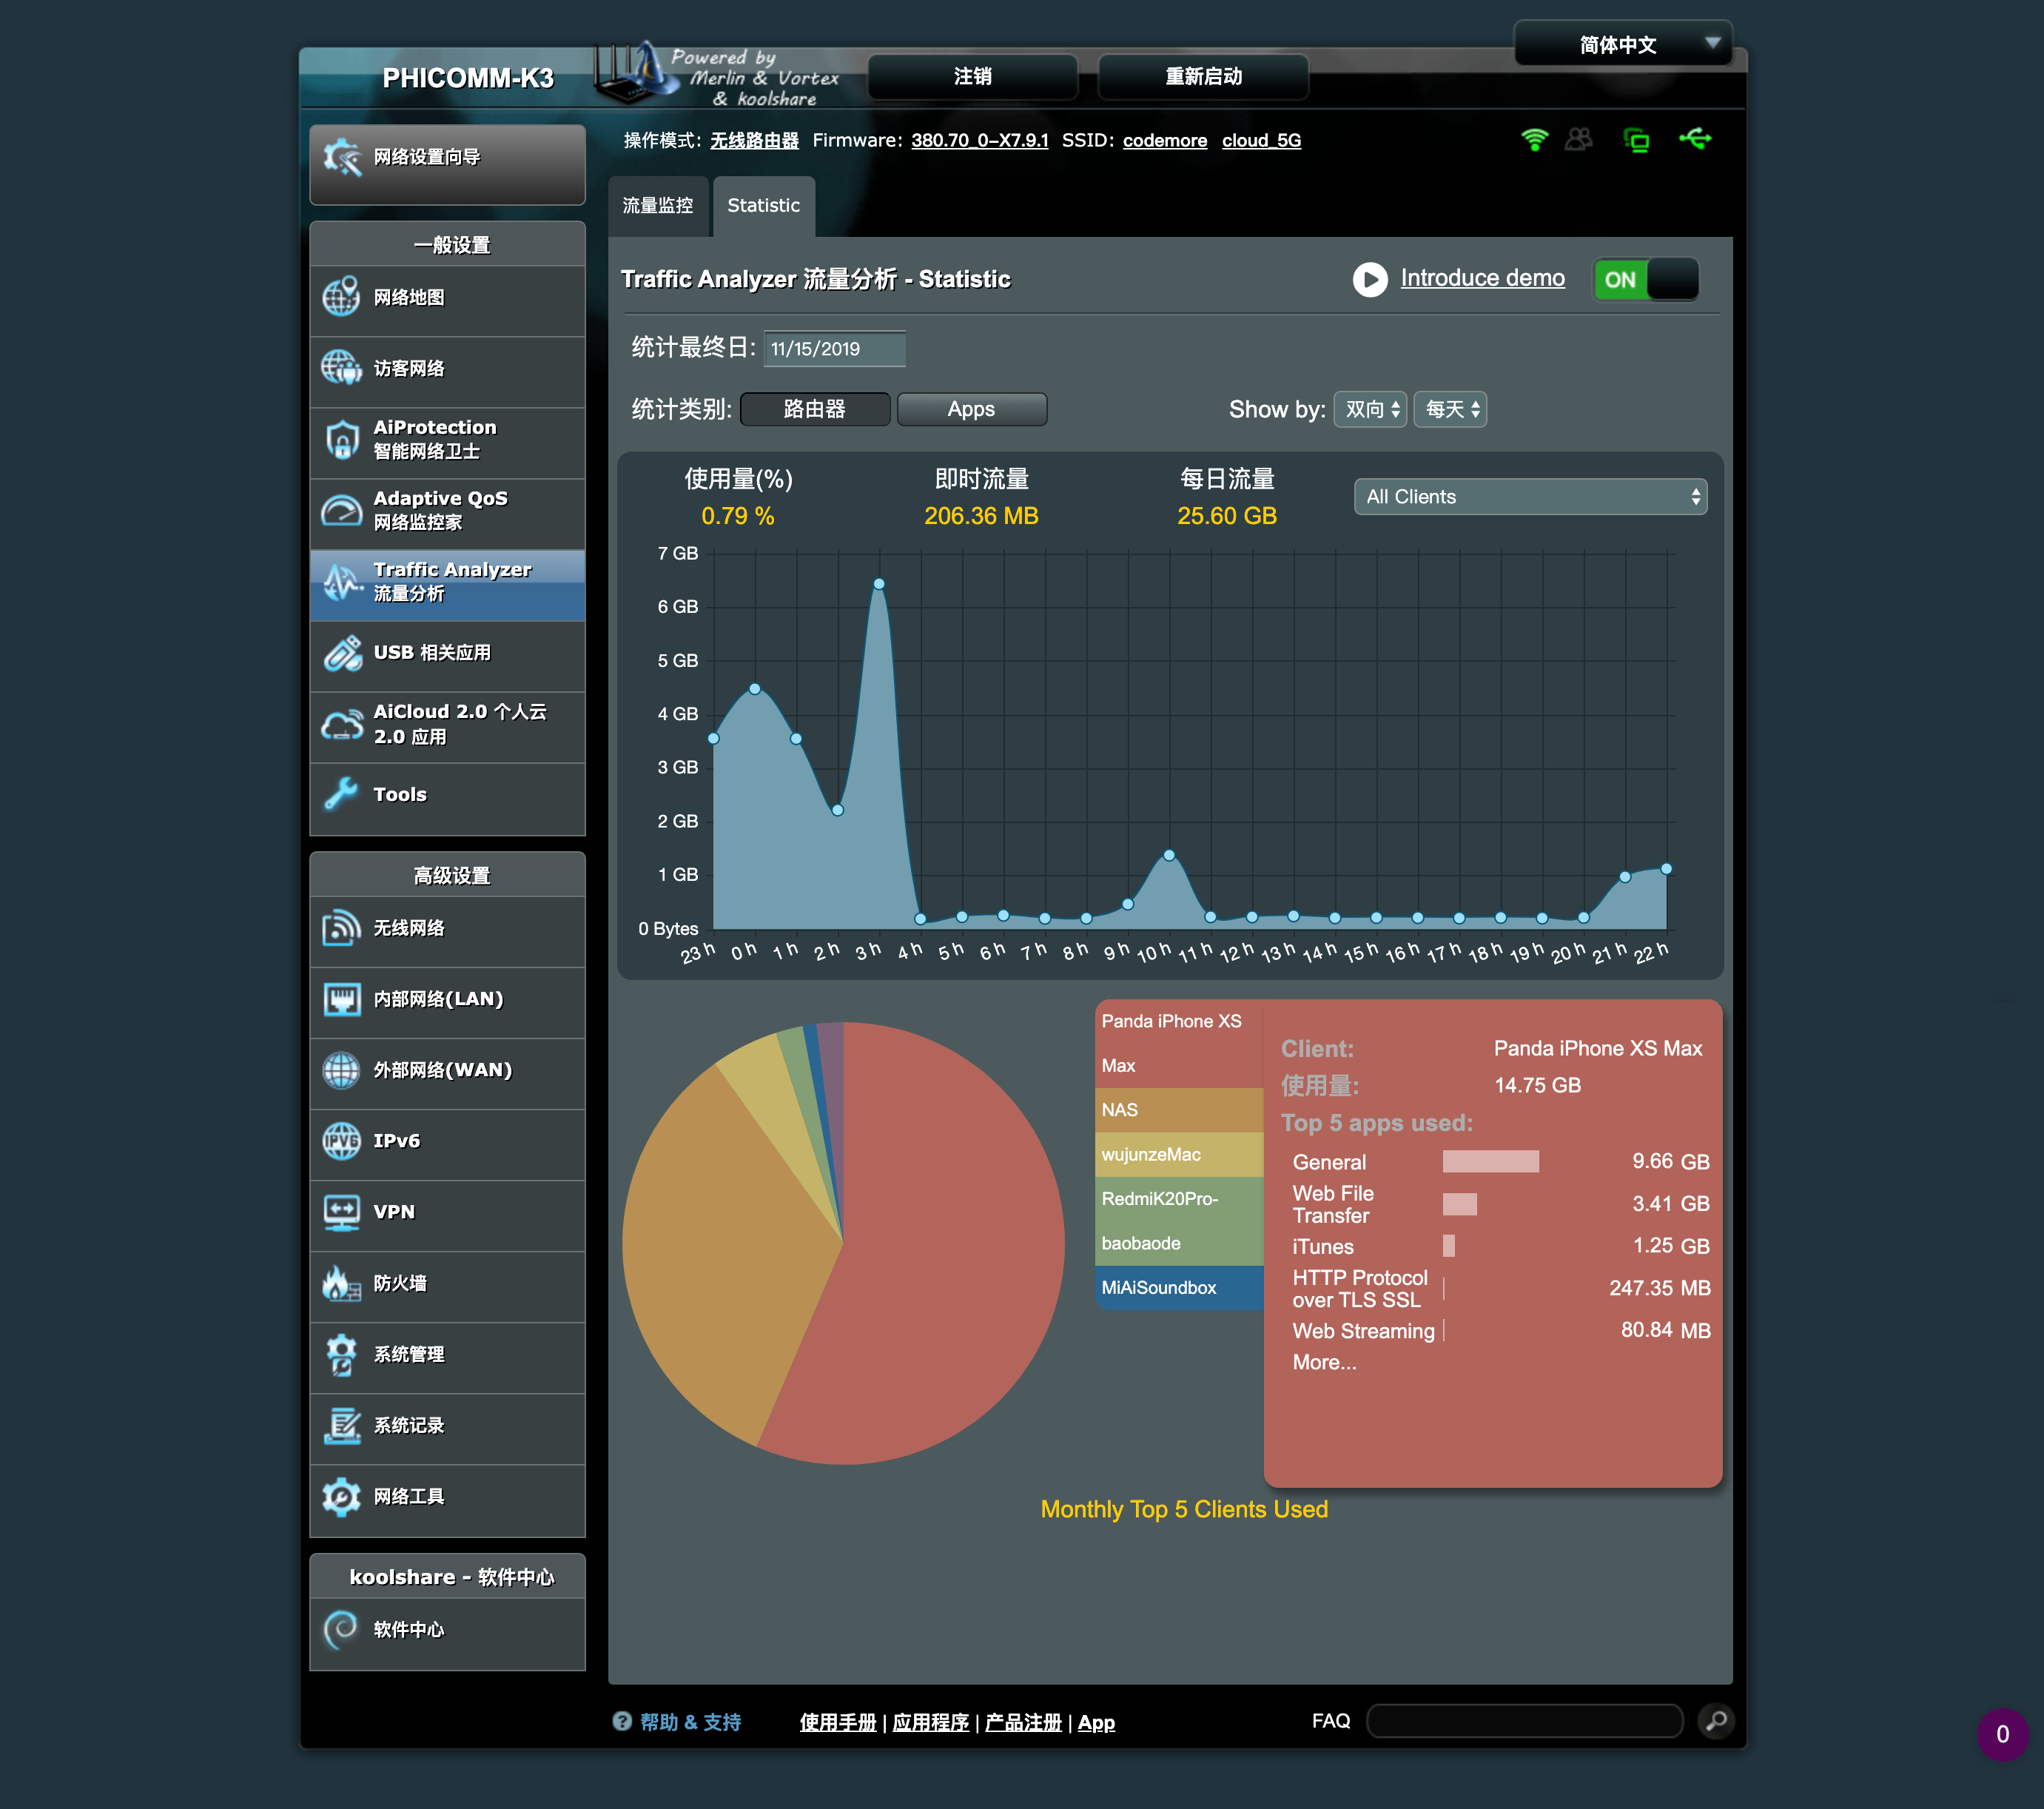 简体中文
PHICOMM-K3
Powered by
Merlin & Vortex
& koolshare
注销
重新启动
操作模式: 无线路由器 Firmware: 380.70_0-X7.9.1 SSID: codemore cloud_5G
网络设置向导
一般设置
网络地图
访客网络
AiProtection
智能网络卫士
Adaptive QoS
网络监控家
Traffic Analyzer
流量分析
USB 相关应用
AiCloud 2.0 个人云
2.0 应用
Tools
高级设置
无线网络
内部网络(LAN)
外部网络(WAN)
IPV6
IPv6
VPN
防火墙
系统管理
系统记录
网络工具
koolshare - 软件中心
软件中心
流量监控
Statistic
Traffic Analyzer 流量分析 - Statistic
Introduce demo
ON
统计最终日: 11/15/2019
统计类别: 路由器 Apps
Show by: 双向 每天
使用量(%) 即时流量 每日流量
0.79 % 206.36 MB 25.60 GB
All Clients
7 GB
6 GB
5 GB
4 GB
3 GB
2 GB
1 GB
0 Bytes
23 h 0 h 1 h 2 h 3 h 4 h 5 h 6 h 7 h 8 h 9 h 10 h 11 h 12 h 13 h 14 h 15 h 16 h 17 h 18 h 19 h 20 h 21 h 22 h
Panda iPhone XS
Max
NAS
wujunzeMac
RedmiK20Pro-
baobaode
MiAiSoundbox
Client: Panda iPhone XS Max
使用量: 14.75 GB
Top 5 apps used:
General 9.66 GB
Web File
Transfer 3.41 GB
iTunes 1.25 GB
HTTP Protocol
over TLS SSL 247.35 MB
Web Streaming 80.84 MB
More...
Monthly Top 5 Clients Used
? 帮助 & 支持
使用手册 | 应用程序 | 产品注册 | App
FAQ
0